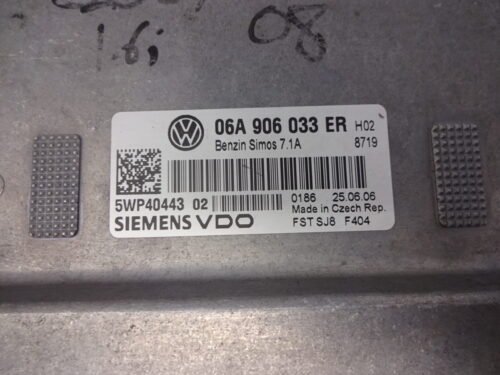 1.6i 08
06A 906 033 ER H02
Benzin Simos 7.1A 8719
5WP40443 02 0186 25.06.06
SIEMENS VDO Made in Czech Rep.
FST SJ8 F404